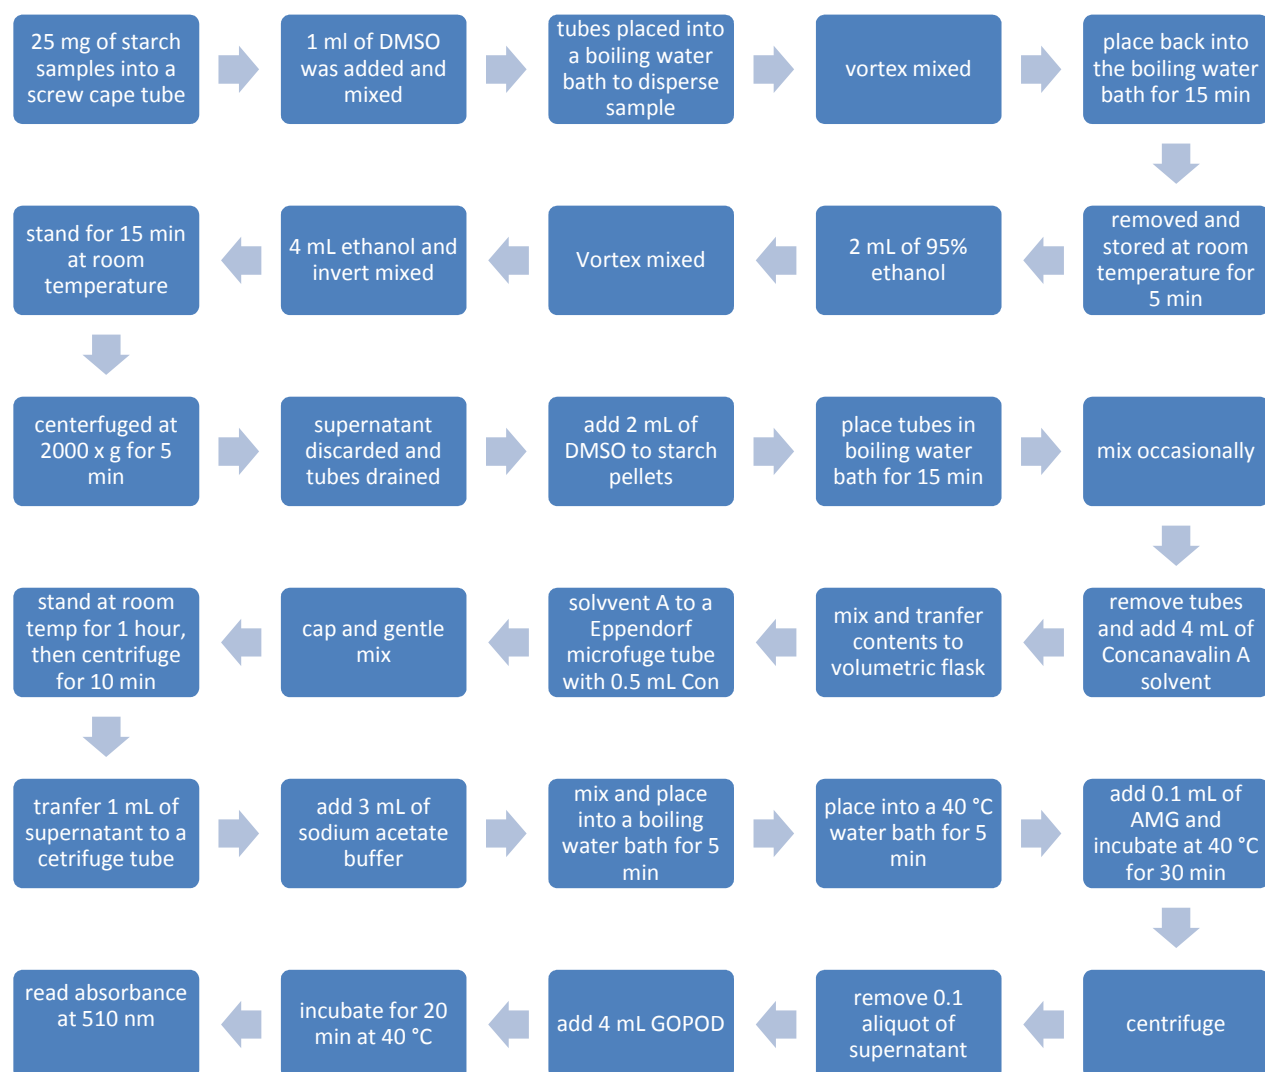 25 mg of starch
samples into a
screw cape tube
1 ml of DMSO
was added and
mixed
tubes placed into
a boiling water
bath to disperse
sample
vortex mixed
place back into
the boiling water
bath for 15 min
removed and
stored at room
temperature for
5 min
2 mL of 95%
ethanol
Vortex mixed
4 mL ethanol and
invert mixed
stand for 15 min
at room
temperature
centerfuged at
2000 x g for 5
min
supernatant
discarded and
tubes drained
add 2 mL of
DMSO to starch
pellets
place tubes in
boiling water
bath for 15 min
mix occasionally
remove tubes
and add 4 mL of
Concanavalin A
solvent
mix and tranfer
contents to
volumetric flask
solvvent A to a
Eppendorf
microfuge tube
with 0.5 mL Con
cap and gentle
mix
stand at room
temp for 1 hour,
then centrifuge
for 10 min
tranfer 1 mL of
supernatant to a
cetrifuge tube
add 3 mL of
sodium acetate
buffer
mix and place
into a boiling
water bath for 5
min
place into a 40 °C
water bath for 5
min
add 0.1 mL of
AMG and
incubate at 40 °C
for 30 min
centrifuge
remove 0.1
aliquot of
supernatant
add 4 mL GOPOD
incubate for 20
min at 40 °C
read absorbance
at 510 nm